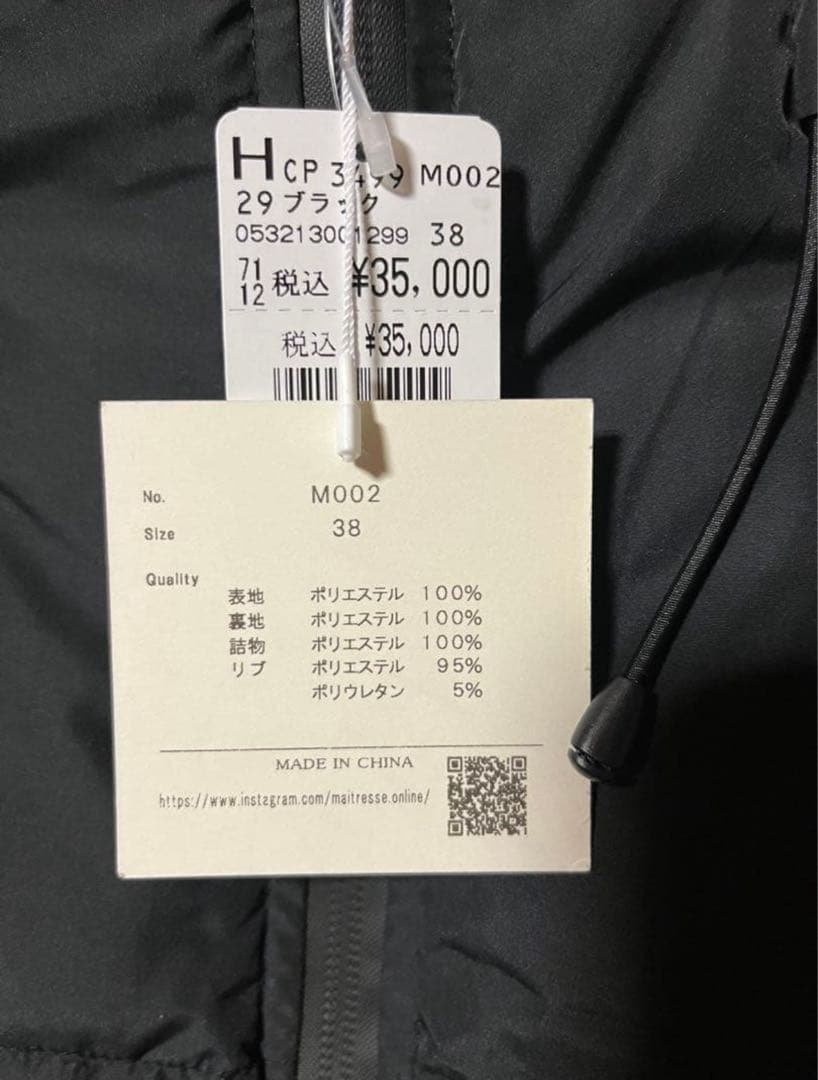 H CP 3499 M002
29ブラック
053213001299 38
71
12 税込 ¥35,000
税込 ¥35,000
No. M002
Size 38
Quality
表地 ポリエステル 100%
裏地 ポリエステル 100%
詰物 ポリエステル 100%
リブ ポリエステル 95%
ポリウレタン 5%
MADE IN CHINA
https://www.instagram.com/maitresse.online/